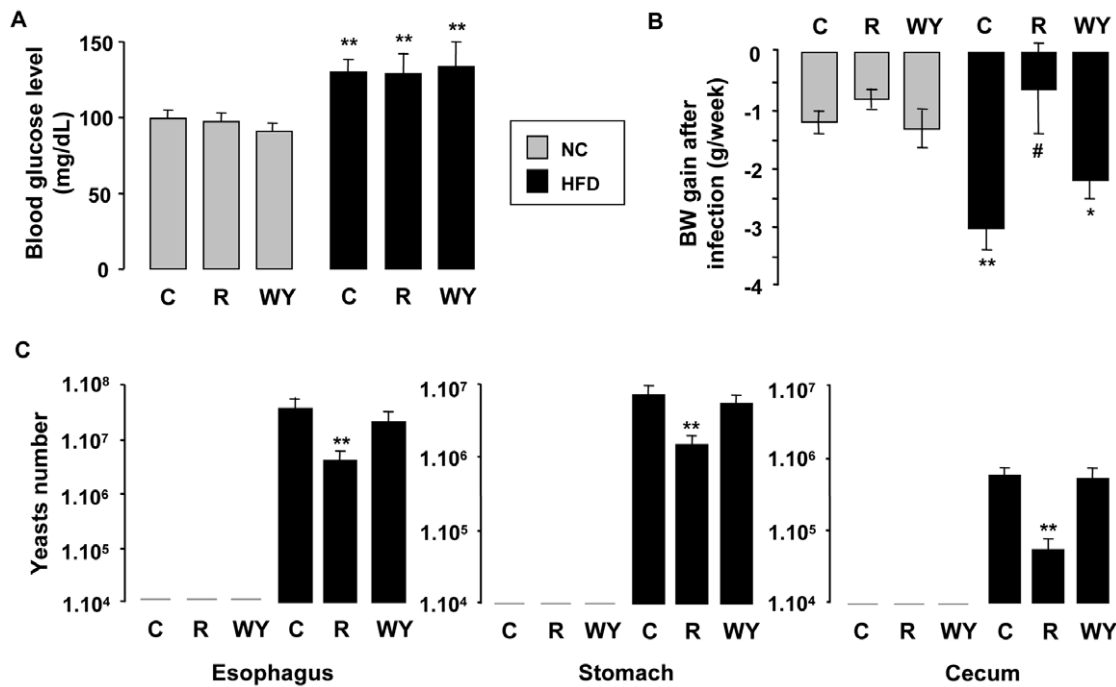 A
Blood glucose level
(mg/dL)
150
100
50
0
** ** **
C R WY C R WY
NC
HFD
B
C R WY C R WY
BW gain after
infection (g/week)
0
-1
-2
-3
-4
**
#
*
C
Yeasts number
1.10⁸
1.10⁷
1.10⁶
1.10⁵
1.10⁴
**
C R WY C R WY
Esophagus
1.10⁷
1.10⁶
1.10⁵
1.10⁴
**
C R WY C R WY
Stomach
1.10⁷
1.10⁶
1.10⁵
1.10⁴
**
C R WY C R WY
Cecum